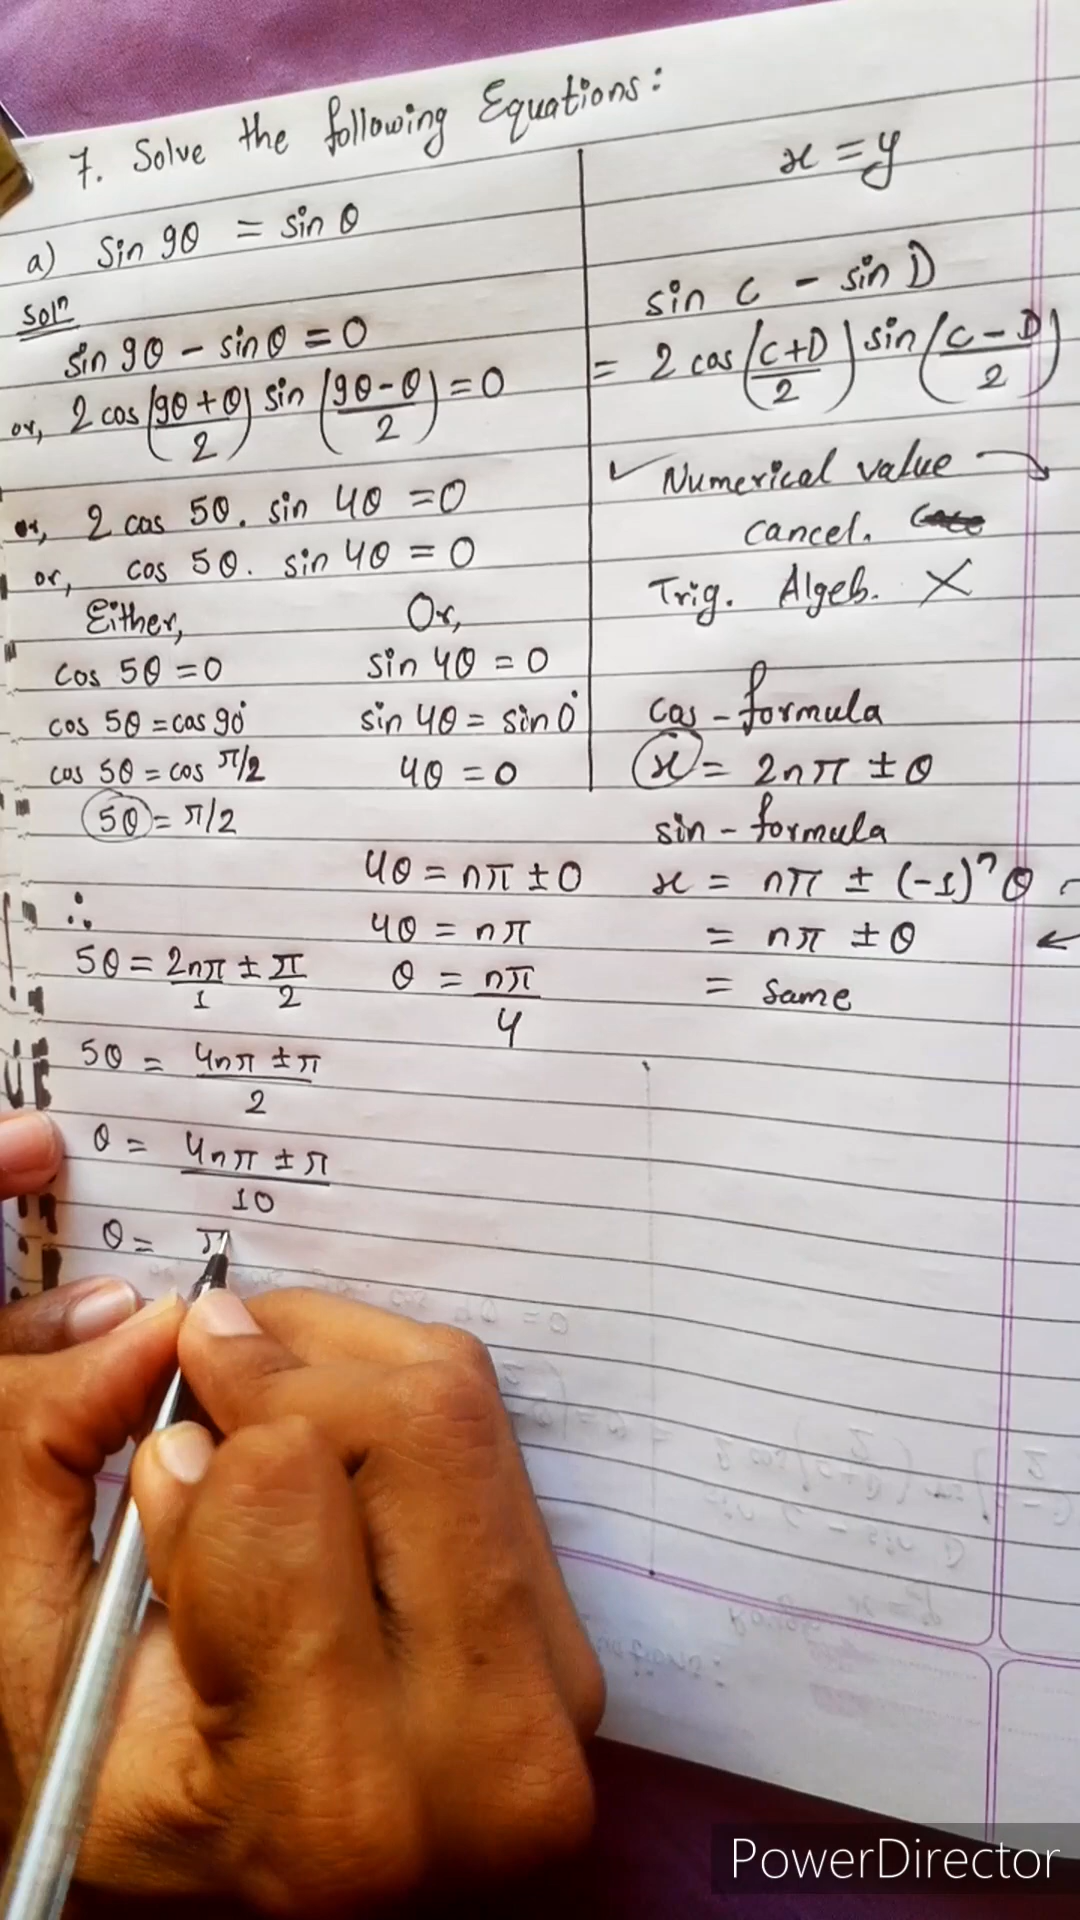 7. Solve the following Equations:
a) Sin 9θ = sin θ
Solⁿ
sin 9θ - sin θ = 0
or, 2 cos (9θ+θ/2) sin (9θ-θ/2) = 0
or, 2 cos 5θ. sin 4θ = 0
or, cos 5θ. sin 4θ = 0
Either,
cos 5θ = 0
cos 5θ = cos 90°
cos 5θ = cos π/2
5θ = π/2
∴
5θ = 2nπ/1 ± π/2
5θ = 4nπ ± π/2
θ = 4nπ ± π/10
θ = π
Or,
sin 4θ = 0
sin 4θ = sin 0°
4θ = 0
4θ = nπ ± 0
4θ = nπ
θ = nπ/4
x = y
sin C - sin D
= 2 cos (C+D/2) sin (C-D/2)
✓ Numerical value →
cancel.
Trig. Algeb. ✗
cos - formula
x = 2nπ ± θ
sin - formula
x = nπ ± (-1)ⁿ θ
= nπ ± θ ←
= same
PowerDirector